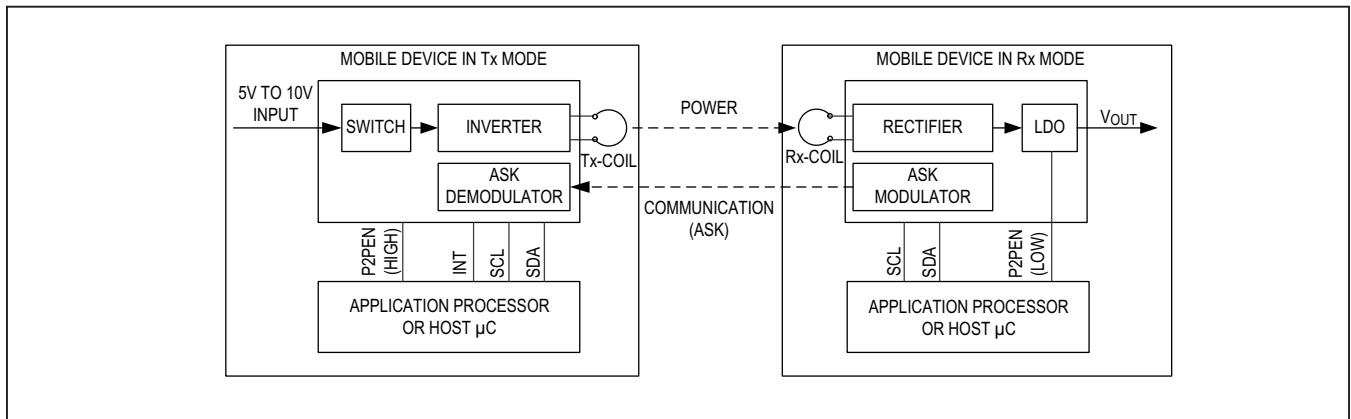 MOBILE DEVICE IN Tx MODE
5V TO 10V
INPUT
SWITCH
INVERTER
Tx-COIL
ASK
DEMODULATOR
P2PEN
(HIGH)
INT
SCL
SDA
APPLICATION PROCESSOR
OR HOST µC
POWER
COMMUNICATION
(ASK)
MOBILE DEVICE IN Rx MODE
Rx-COIL
RECTIFIER
LDO
VOUT
ASK
MODULATOR
SCL
SDA
P2PEN
(LOW)
APPLICATION PROCESSOR
OR HOST µC